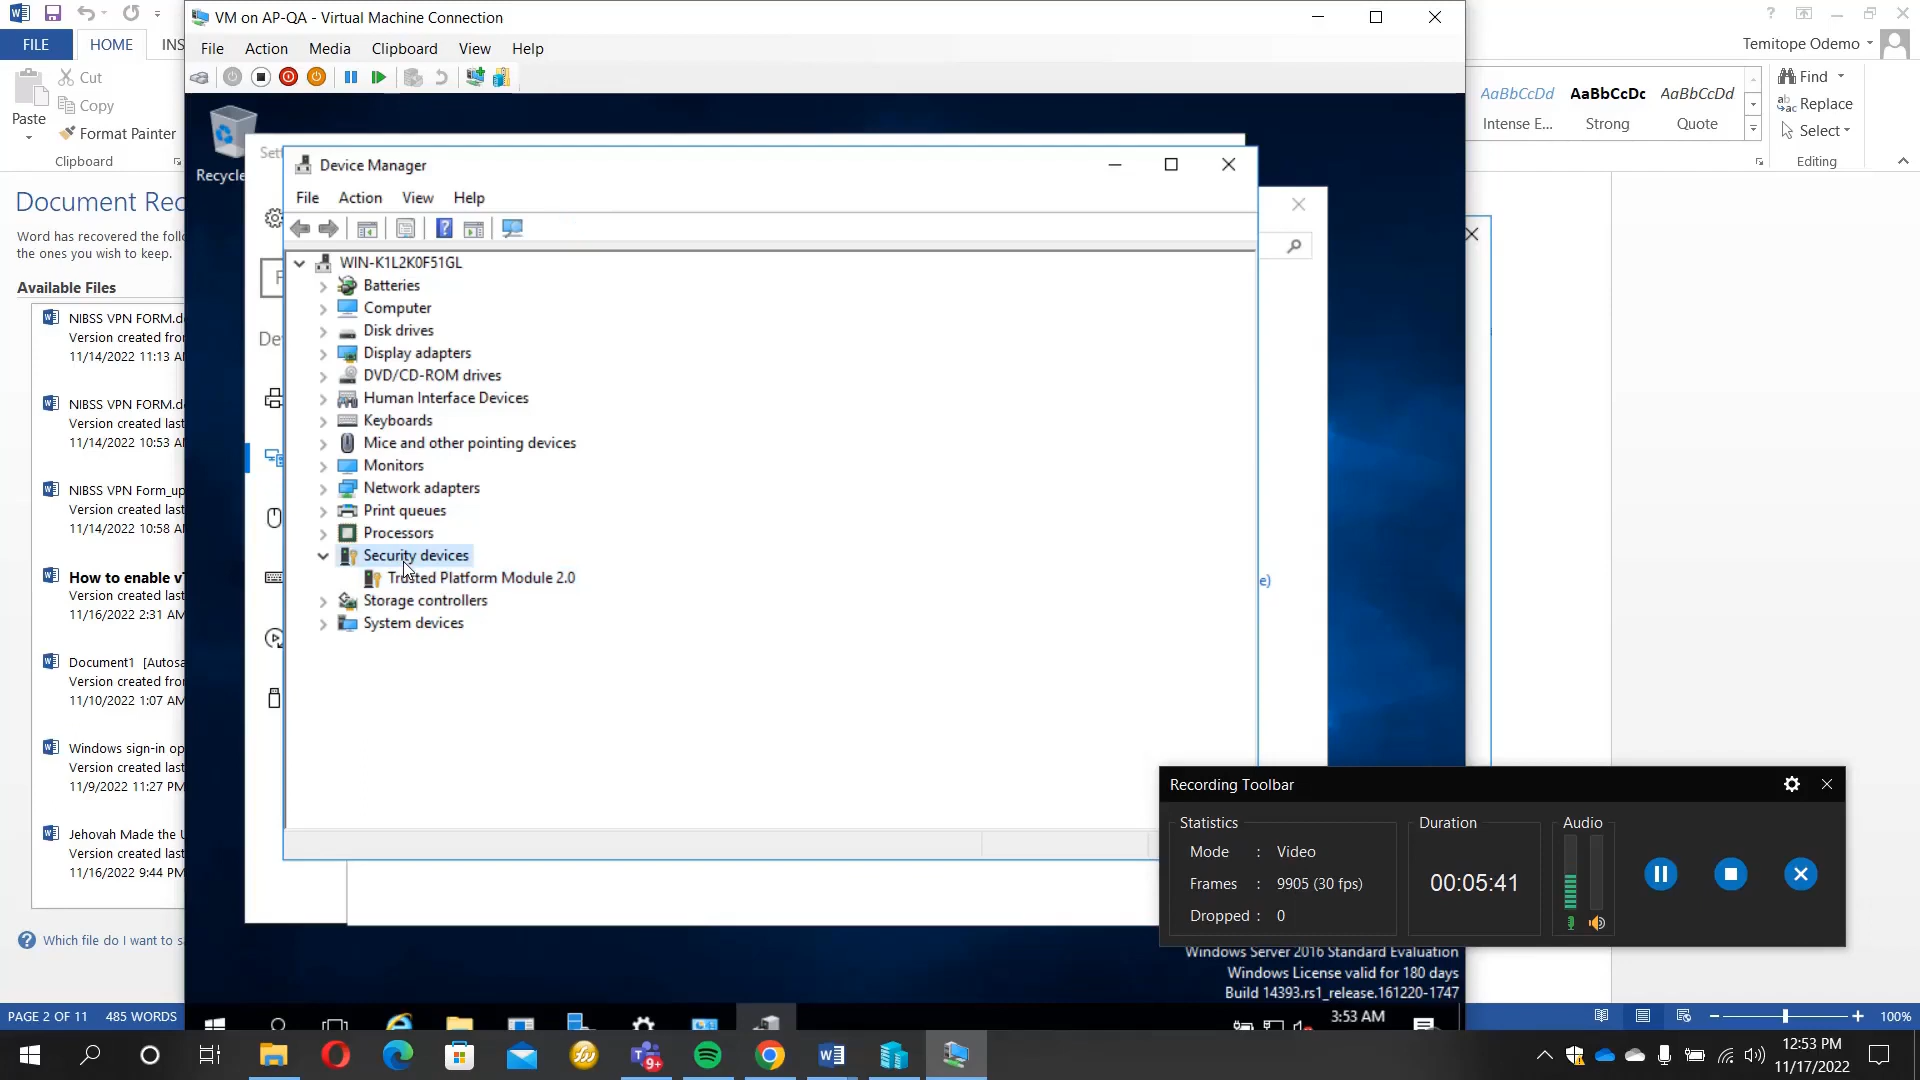 VM on AP-QA - Virtual Machine Connection
File Action Media Clipboard View Help
FILE HOME INS
Temitope Odemo
Cut
Copy
Paste
Format Painter
Clipboard
AaBbCcDd AaBbCcDc AaBbCcDd
Intense E... Strong Quote
Find
Replace
Select
Editing
Document Rec
Word has recovered the follo
the ones you wish to keep.
Available Files
NIBSS VPN FORM.d
Version created from
11/14/2022 11:13 A
NIBSS VPN FORM.d
Version created last
11/14/2022 10:53 A
NIBSS VPN Form_up
Version created last
11/14/2022 10:58 A
How to enable v
Version created last
11/16/2022 2:31 AM
Document1 [Autosa
Version created from
11/10/2022 1:07 AM
Windows sign-in op
Version created last
11/9/2022 11:27 PM
Jehovah Made the U
Version created last
11/16/2022 9:44 PM
Which file do I want to sa
PAGE 2 OF 11 485 WORDS
100%
Recycle
Sett
F
De
e)
Device Manager
File Action View Help
WIN-K1L2K0F51GL
Batteries
Computer
Disk drives
Display adapters
DVD/CD-ROM drives
Human Interface Devices
Keyboards
Mice and other pointing devices
Monitors
Network adapters
Print queues
Processors
Security devices
Trusted Platform Module 2.0
Storage controllers
System devices
Recording Toolbar
Statistics
Mode : Video
Frames : 9905 (30 fps)
Dropped : 0
Duration
00:05:41
Audio
Windows Server 2016 Standard Evaluation
Windows License valid for 180 days
Build 14393.rs1_release.161220-1747
3:53 AM
9+
12:53 PM
11/17/2022